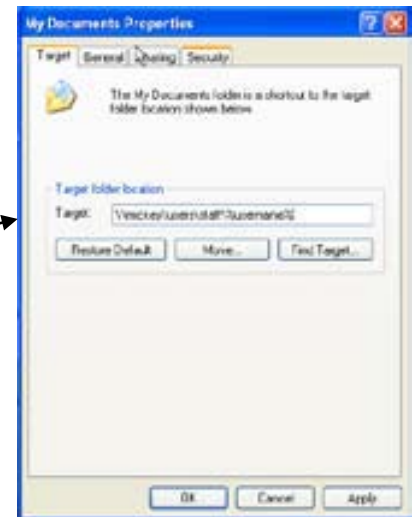 My Documents Properties
Target General Sharing Security
The My Documents folder is a shortcut to the target
folder location shown below.
Target folder location
Target:
Restore Default Move... Find Target...
OK Cancel Apply